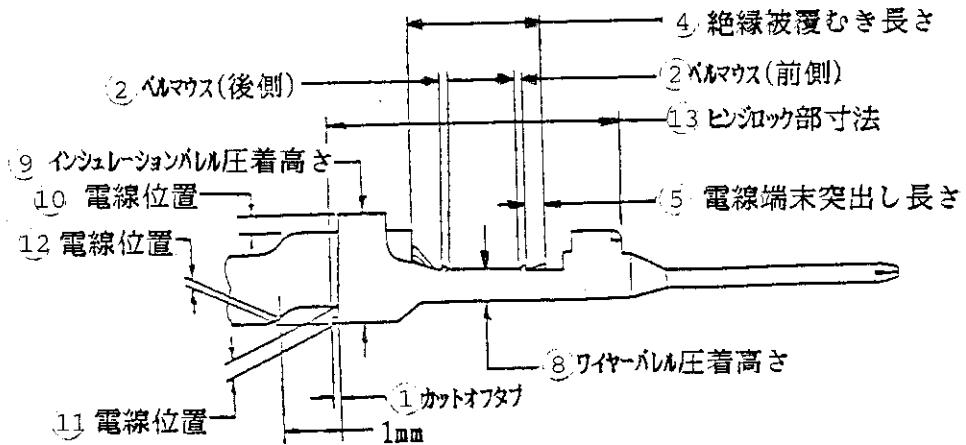 ④ 絶縁被覆むき長さ
② ベルマウス(後側)
② ベルマウス(前側)
⑬ ヒンジロック部寸法
⑨ インシュレーションバレル圧着高さ
⑩ 電線位置
⑤ 電線端末突出し長さ
⑫ 電線位置
⑧ ワイヤーバレル圧着高さ
① カットオフタブ
⑪ 電線位置
1mm